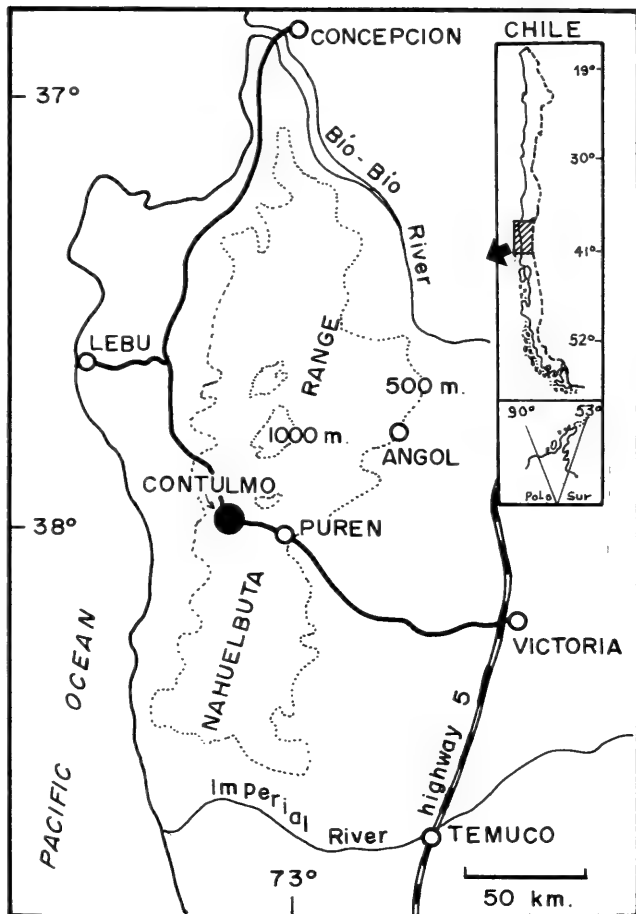 CONCEPCION
CHILE
37°
19°
30°
41°
52°
90°
53°
Polo Sur
Bío-Bío
River
LEBU
RANGE
500 m.
1000 m.
ANGOL
CONTULMO
38°
PUREN
NAHUELBUTA
VICTORIA
PACIFIC OCEAN
highway 5
Imperial
River
TEMUCO
73°
50 km.